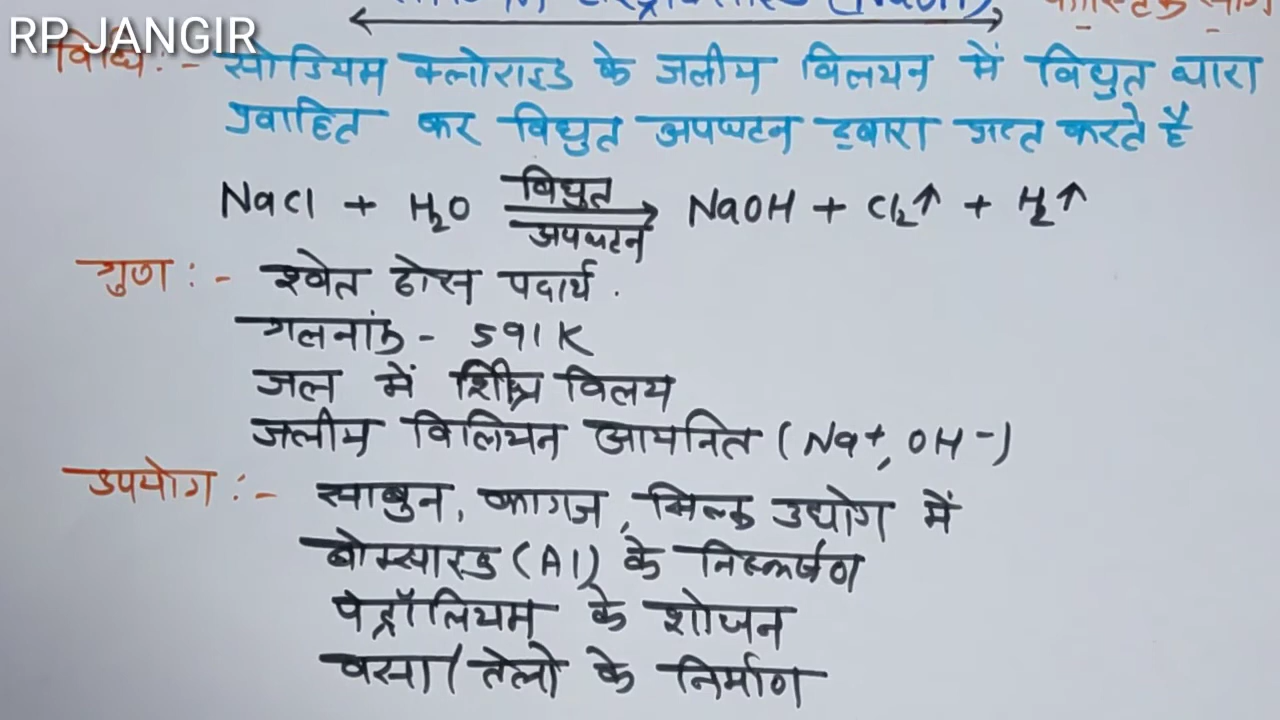 RP JANGIR
विधि :- सोडियम क्लोराइड के जलीय विलयन में विद्युत धारा
प्रवाहित कर विद्युत अपघटन द्वारा प्राप्त करते है
NaCl + H₂O विद्युत अपघटन → NaOH + Cl₂↑ + H₂↑
गुण :- श्वेत ठोस पदार्थ .
गलनांक - 591 K
जल में विलय
जलीय विलियन आयनित ( Na⁺, OH⁻)
उपयोग :- साबुन, कागज, सिल्क उद्योग में
बोक्साइड (Al) के निस्कर्षण
पेट्रॉलियम के शोधन
वसा / तेलो के निर्माण